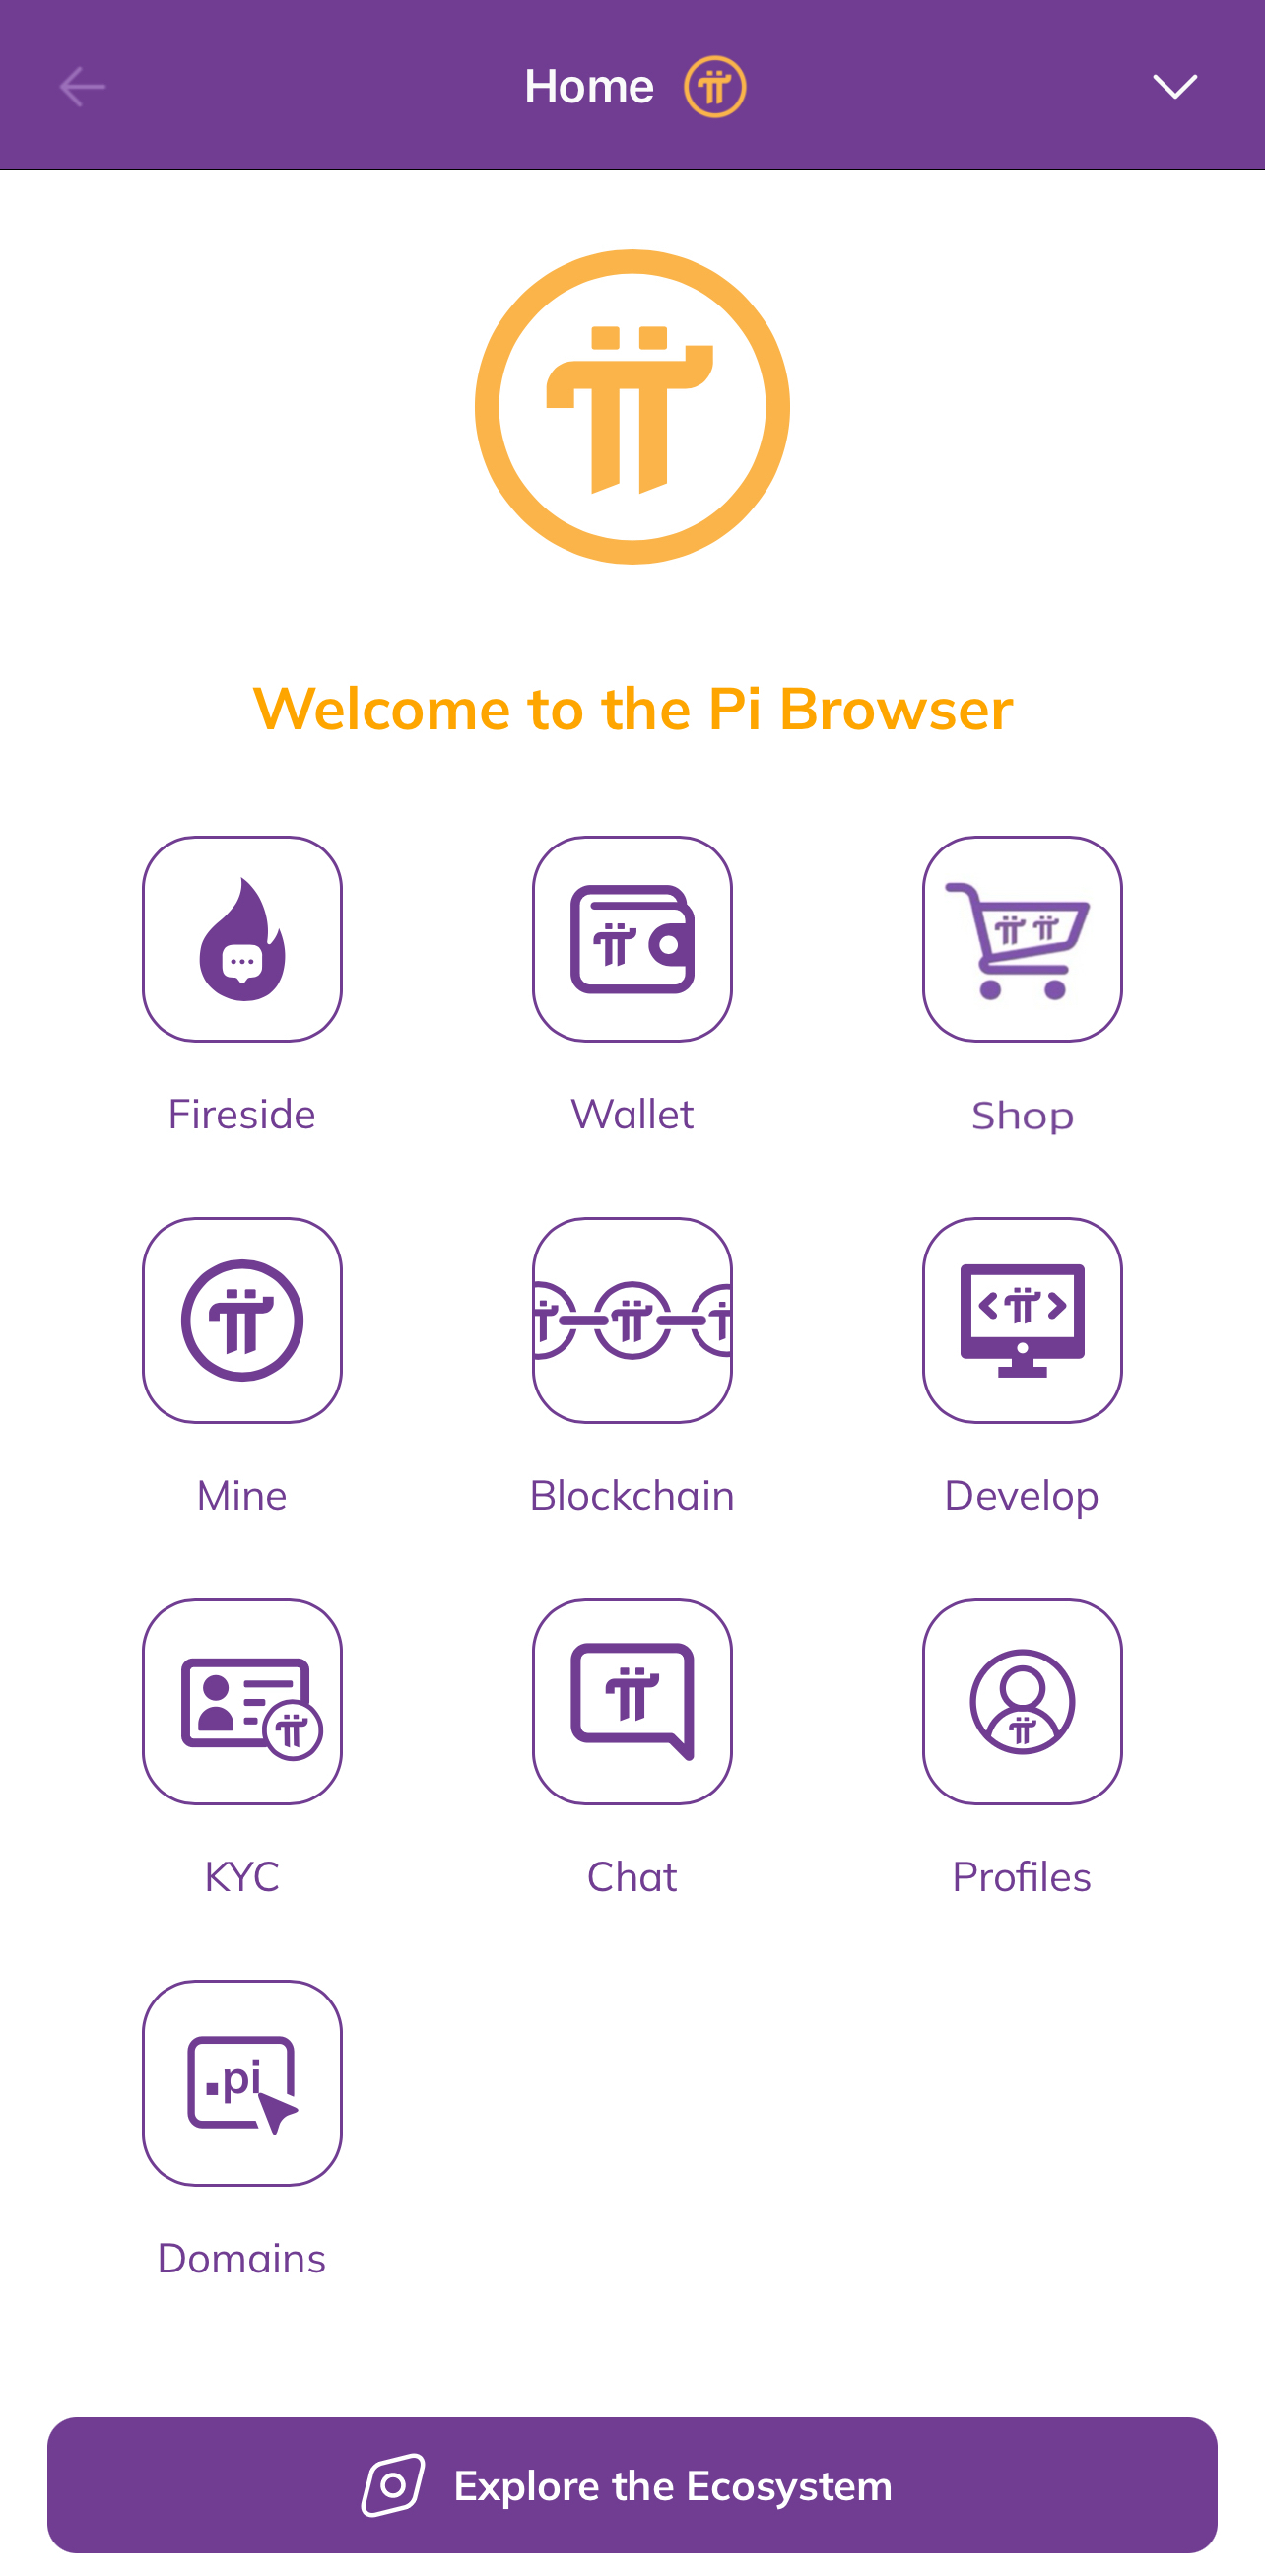 Home
Welcome to the Pi Browser
Fireside
Wallet
Shop
Mine
Blockchain
Develop
KYC
Chat
Profiles
.pi
Domains
Explore the Ecosystem